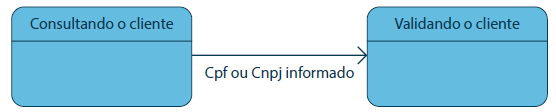 Consultando o cliente
Validando o cliente
Cpf ou Cnpj informado